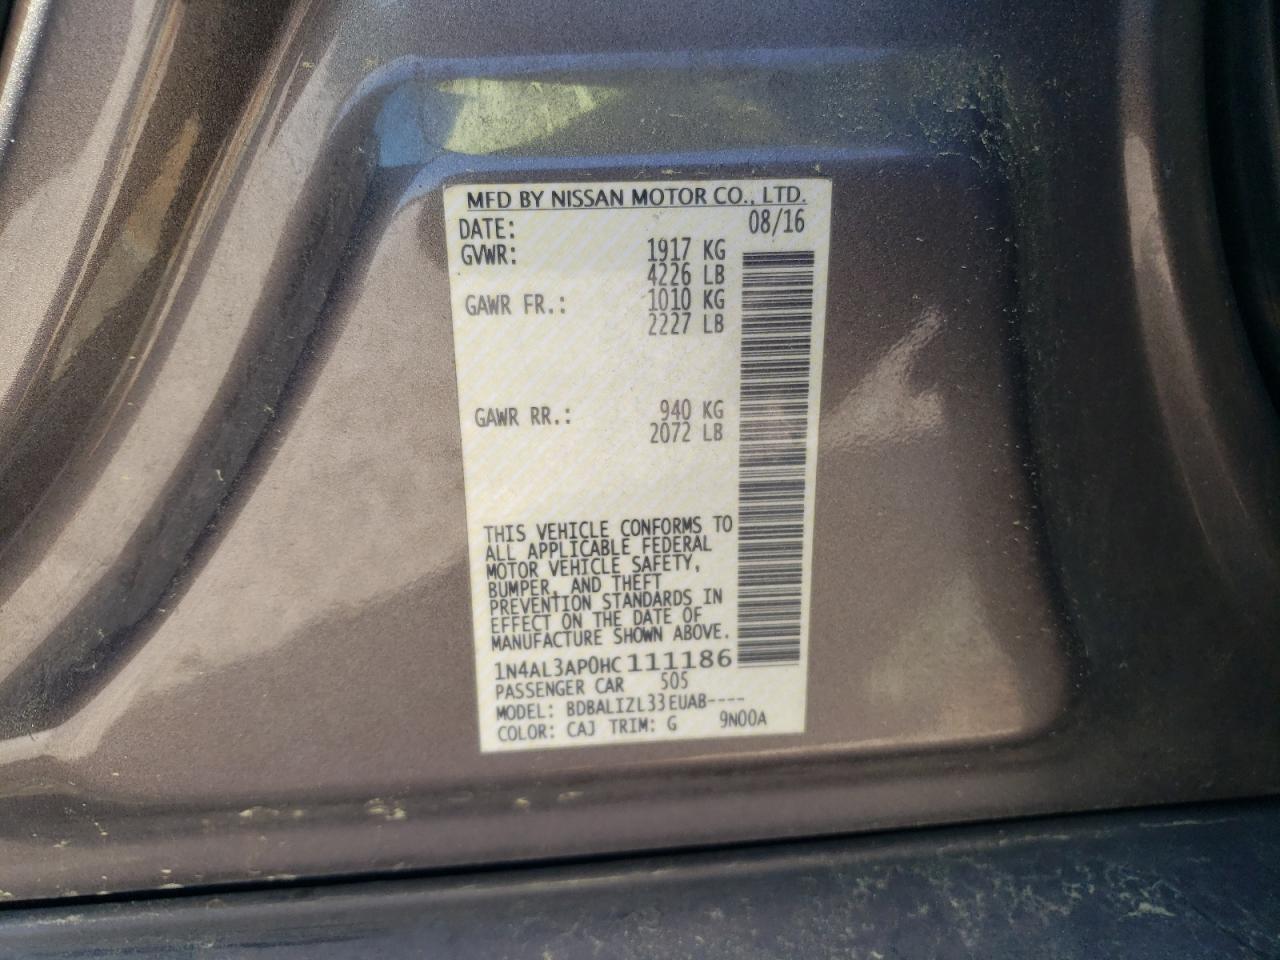 MFD BY NISSAN MOTOR CO., LTD.
DATE: 08/16
GVWR: 1917 KG
4226 LB
GAWR FR.: 1010 KG
2227 LB
GAWR RR.: 940 KG
2072 LB
THIS VEHICLE CONFORMS TO
ALL APPLICABLE FEDERAL
MOTOR VEHICLE SAFETY,
BUMPER, AND THEFT
PREVENTION STANDARDS IN
EFFECT ON THE DATE OF
MANUFACTURE SHOWN ABOVE.
1N4AL3AP0HC111186
PASSENGER CAR 505
MODEL: BDBALIZL33EUAB----
COLOR: CAJ TRIM: G 9N00A